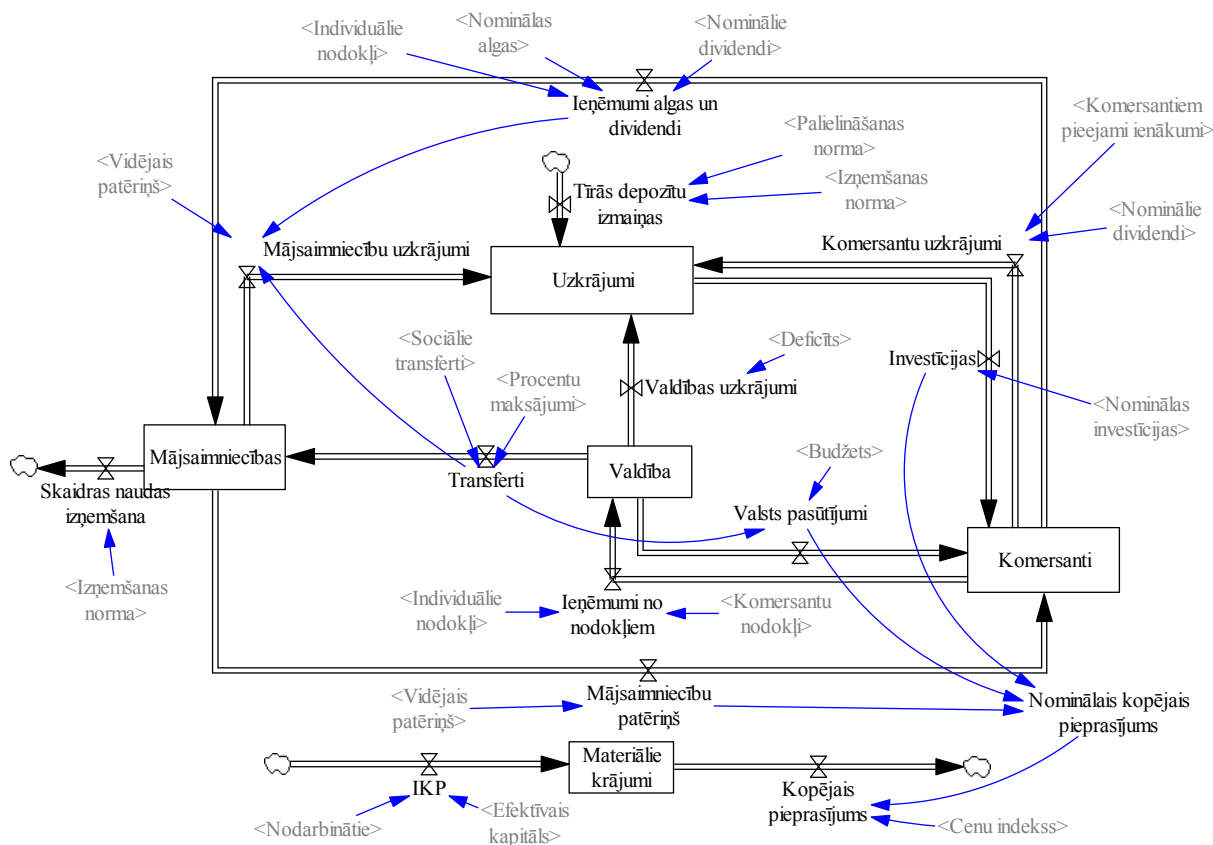 <Individuālie
nodokļi>
<Nominālas
algas>
<Nominālie
dividendi>
Ieņēmumi algas un
dividendi
<Komersantiem
pieejami ienākumi>
<Palielināšanas
norma>
<Vidējais
patēriņš>
Tīrās depozītu
izmaiņas
<Izņemšanas
norma>
<Nominālie
dividendi>
Mājsaimniecību uzkrājumi
Komersantu uzkrājumi
Uzkrājumi
<Sociālie
transferti>
<Deficīts>
Investīcijas
<Procentu
maksājumi>
Valdības uzkrājumi
<Nominālas
investīcijas>
Mājsaimniecības
Transferti
Valdība
<Budžets>
Skaidras naudas
izņemšana
Valsts pasūtījumi
Komersanti
<Izņemšanas
norma>
<Individuālie
nodokļi>
Ieņēmumi no
nodokļiem
<Komersantu
nodokļi>
<Vidējais
patēriņš>
Mājsaimniecību
patēriņš
Nominālais kopējais
pieprasījums
Materiālie
krājumi
IKP
Kopējais
pieprasījums
<Nodarbinātie>
<Efektīvais
kapitāls>
<Cenu indekss>